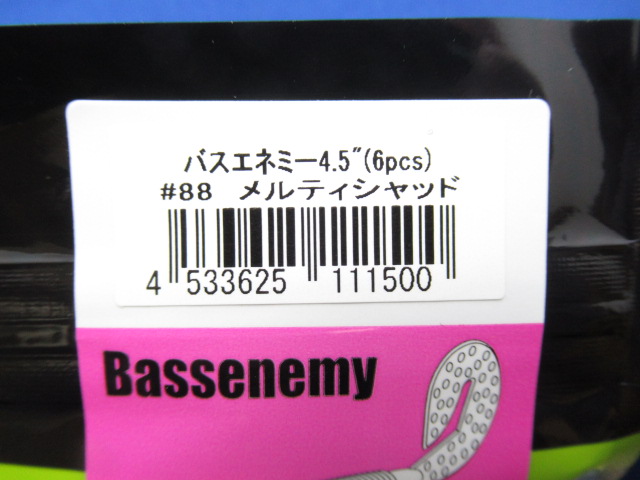 バスエネミー4.5"(6pcs)
#88 メルティシャッド
4 533625 111500
Bassenemy